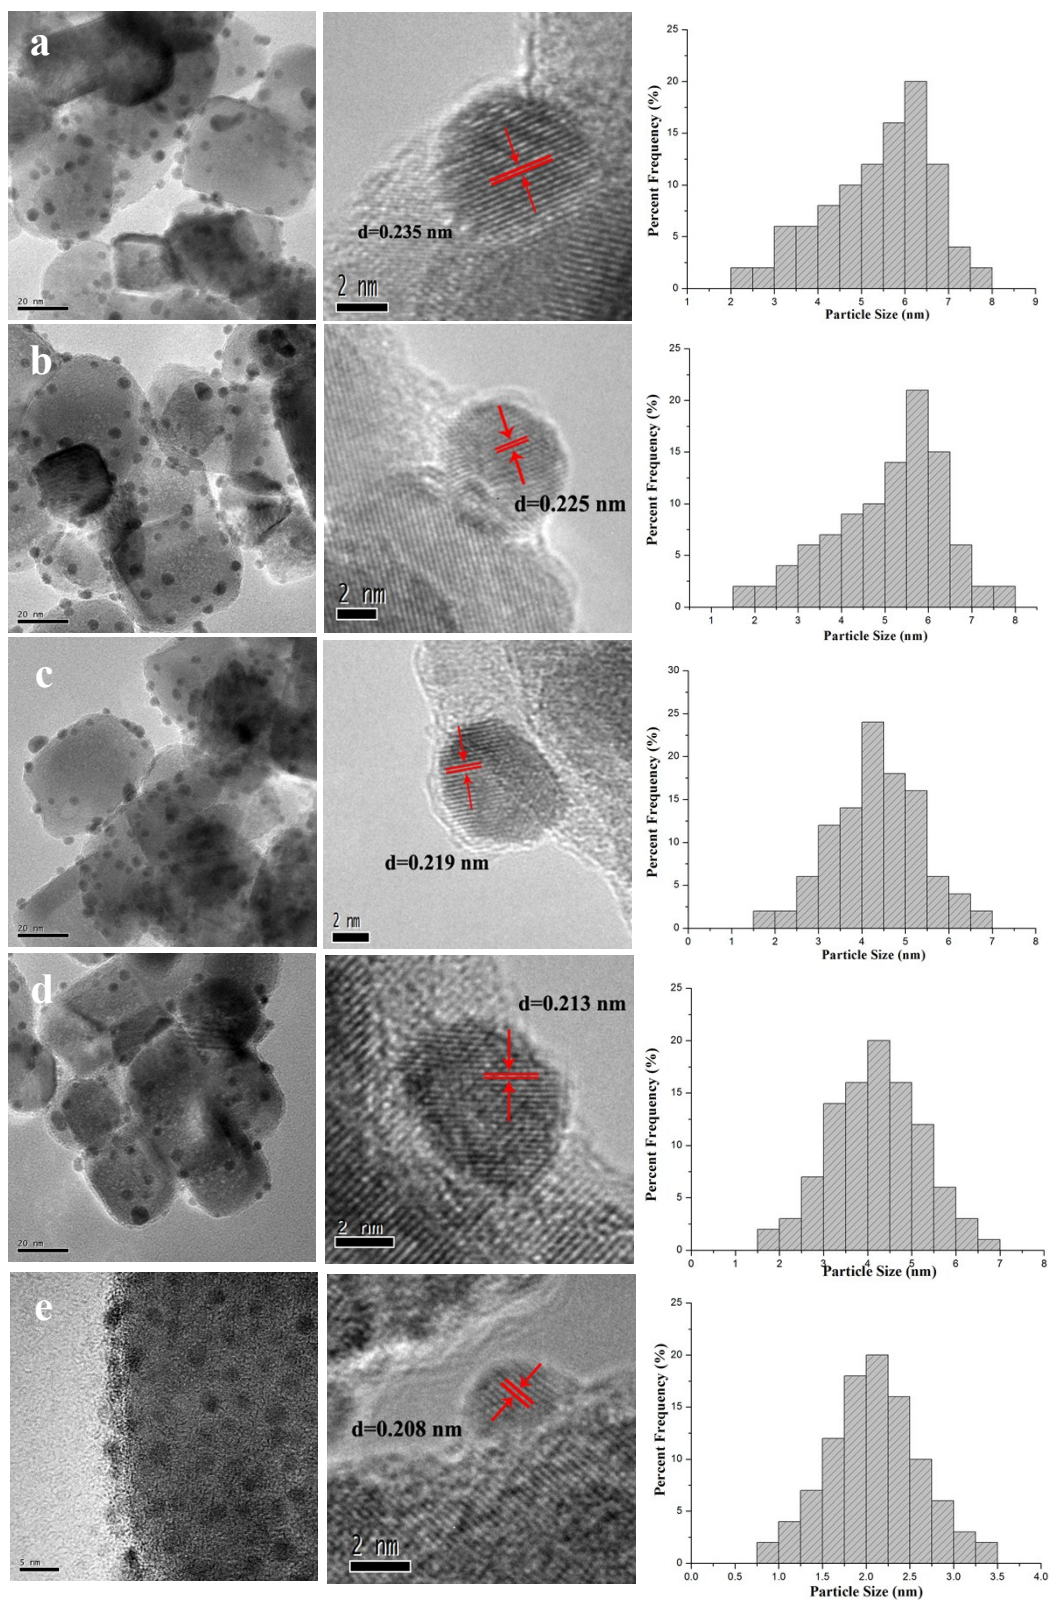 a
20 nm
d=0.235 nm
2 nm
Percent Frequency (%)
25
20
15
10
5
0
1 2 3 4 5 6 7 8 9
Particle Size (nm)
b
20 nm
d=0.225 nm
2 nm
Percent Frequency (%)
25
20
15
10
5
0
1 2 3 4 5 6 7 8
Particle Size (nm)
c
20 nm
d=0.219 nm
2 nm
Percent Frequency (%)
30
25
20
15
10
5
0
0 1 2 3 4 5 6 7 8
Particle Size (nm)
d
20 nm
d=0.213 nm
2 nm
Percent Frequency (%)
25
20
15
10
5
0
0 1 2 3 4 5 6 7 8
Particle Size (nm)
e
5 nm
d=0.208 nm
2 nm
Percent Frequency (%)
25
20
15
10
5
0
0.0 0.5 1.0 1.5 2.0 2.5 3.0 3.5 4.0
Particle Size (nm)